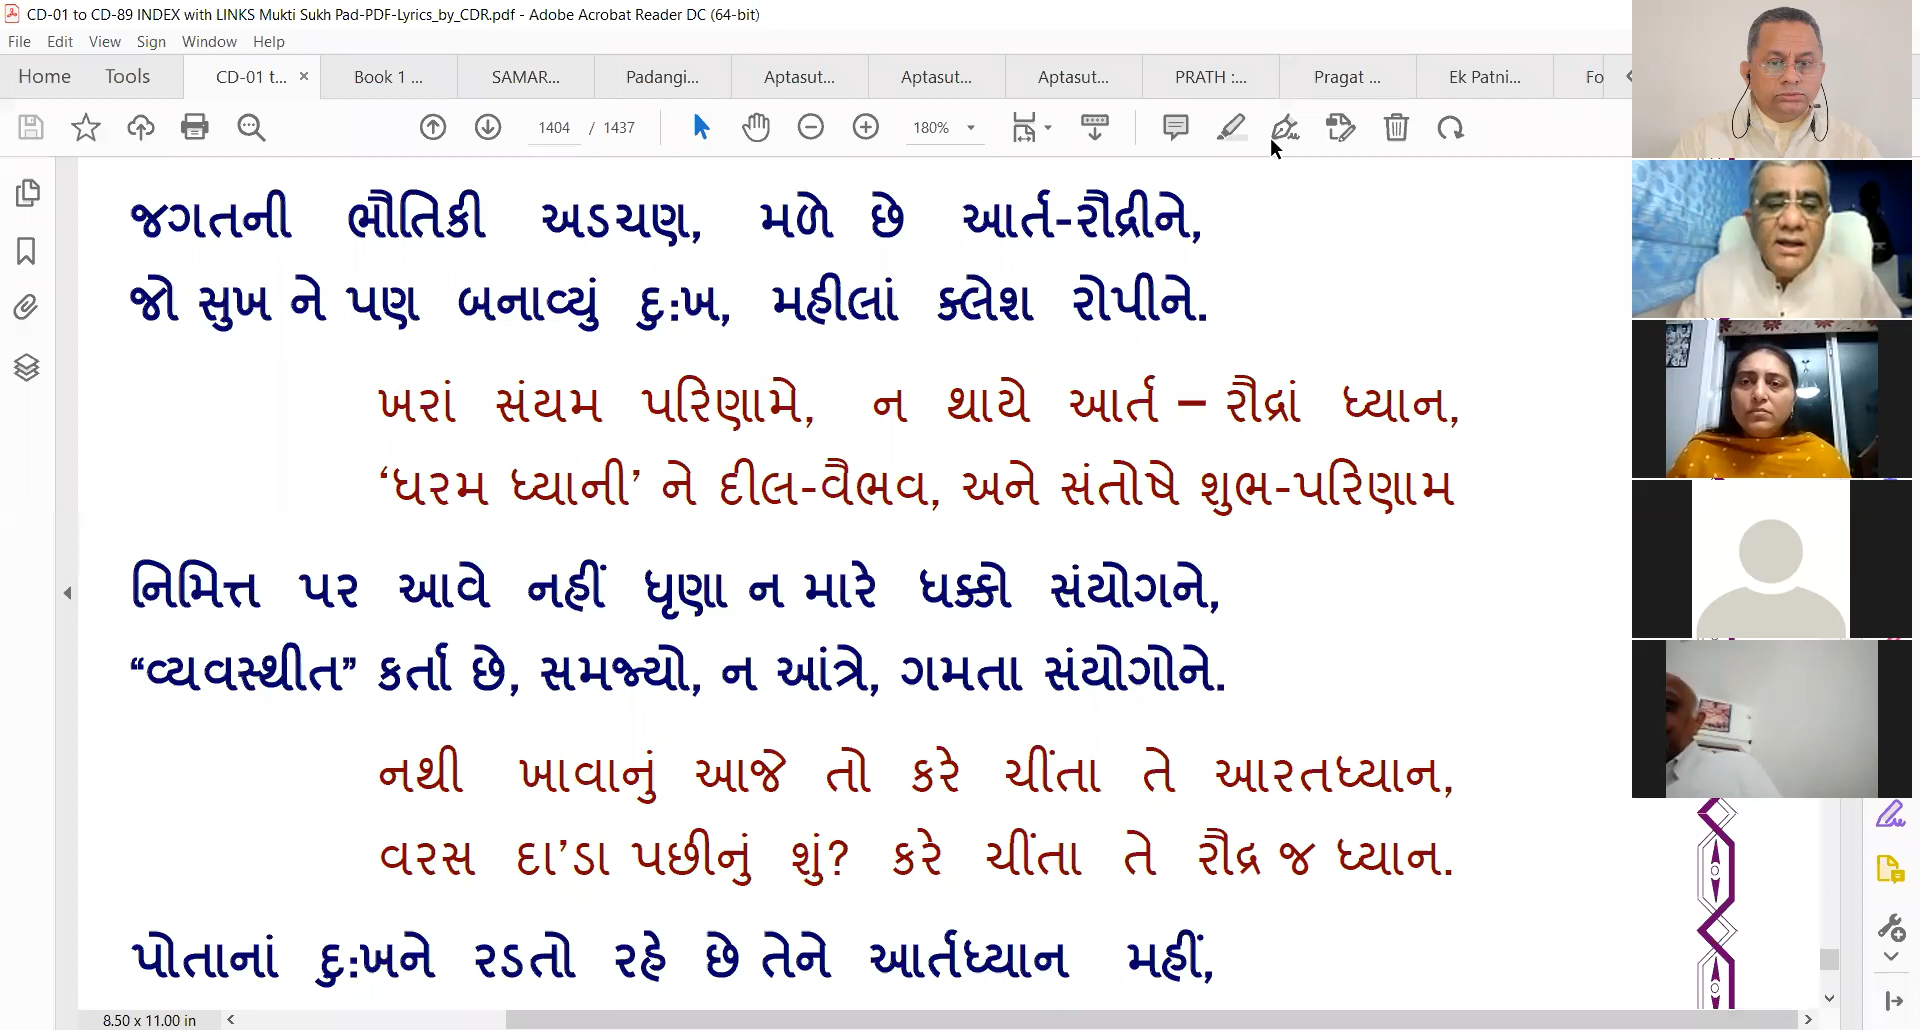 CD-01 to CD-89 INDEX with LINKS Mukti Sukh Pad-PDF-Lyrics_by_CDR.pdf - Adobe Acrobat Reader DC (64-bit)
File Edit View Sign Window Help
Home Tools CD-01 t... × Book 1 ... SAMAR... Padangi... Aptasut... Aptasut... Aptasut... PRATH :... Pragat ... Ek Patni... Fo
1404 / 1437 180%
જગતની ભૌતિકી અડચણ, મળે છે આર્ત-રૌદ્રીને,
જો સુખ ને પણ બનાવ્યું દુ:ખ, મહીલાં ક્લેશ રોપીને.
ખરાં સંયમ પરિણામે, ન થાયે આર્ત – રૌદ્રાં ધ્યાન,
‘ધરમ ધ્યાની’ ને દીલ-વૈભવ, અને સંતોષે શુભ-પરિણામ
નિમિત્ત પર આવે નહીં ધૃણા ન મારે ધક્કો સંયોગને,
“વ્યવસ્થીત” કર્તા છે, સમજ્યો, ન આંત્રે, ગમતા સંયોગોને.
નથી ખાવાનું આજે તો કરે ચીંતા તે આરતધ્યાન,
વરસ દા’ડા પછીનું શું? કરે ચીંતા તે રૌદ્ર જ ધ્યાન.
પોતાનાં દુ:ખને રડતો રહે છે તેને આર્તધ્યાન મહીં,
8.50 x 11.00 in